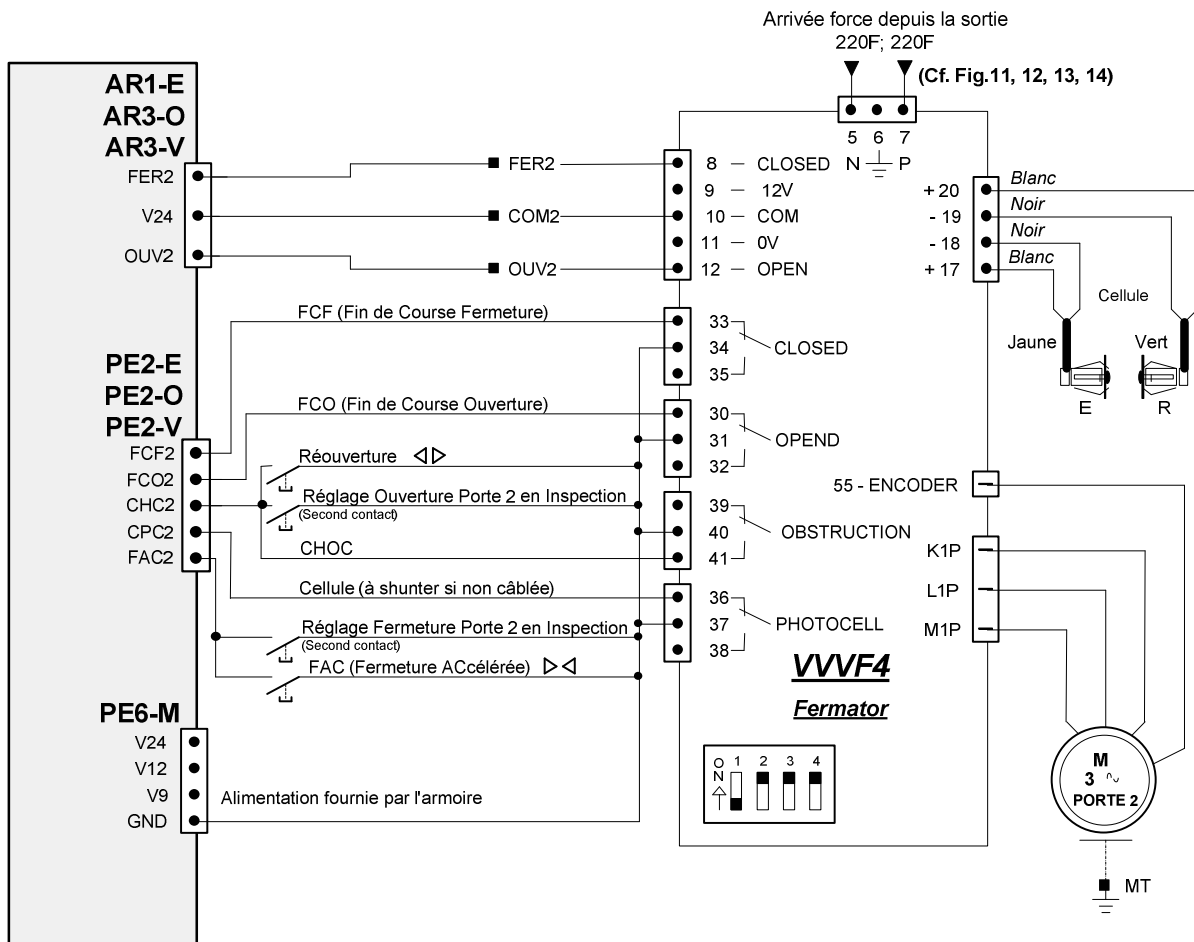 Arrivée force depuis la sortie
220F; 220F
(Cf. Fig.11, 12, 13, 14)
5 6 7
N P
AR1-E
AR3-O
AR3-V
FER2
V24
OUV2
FER2
COM2
OUV2
8 — CLOSED
9 — 12V
10 — COM
11 — 0V
12 — OPEN
+ 20
- 19
- 18
+ 17
Blanc
Noir
Noir
Blanc
Cellule
Jaune
Vert
E
R
PE2-E
PE2-O
PE2-V
FCF2
FCO2
CHC2
CPC2
FAC2
FCF (Fin de Course Fermeture)
FCO (Fin de Course Ouverture)
Réouverture
Réglage Ouverture Porte 2 en Inspection
(Second contact)
CHOC
Cellule (à shunter si non câblée)
Réglage Fermeture Porte 2 en Inspection
(Second contact)
FAC (Fermeture ACcélérée)
33
34
35
CLOSED
30
31
32
OPEND
39
40
41
OBSTRUCTION
36
37
38
PHOTOCELL
55 - ENCODER
K1P
L1P
M1P
VVVF4
Fermator
ON
1 2 3 4
M
3 ~
PORTE 2
MT
PE6-M
V24
V12
V9
GND
Alimentation fournie par l'armoire